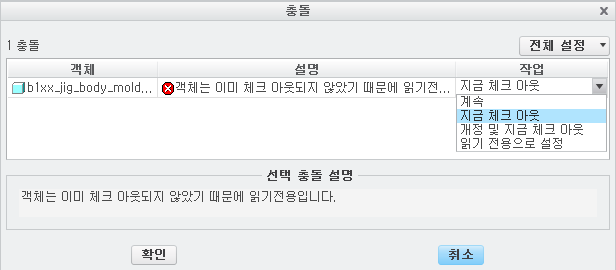 충돌
1 충돌
전체 설정
객체 설명 작업
b1xx_jig_body_mold... 객체는 이미 체크 아웃되지 않았기 때문에 읽기전... 지금 체크 아웃
계속
지금 체크 아웃
개정 및 지금 체크 아웃
읽기 전용으로 설정
선택 충돌 설명
객체는 이미 체크 아웃되지 않았기 때문에 읽기전용입니다.
확인 취소